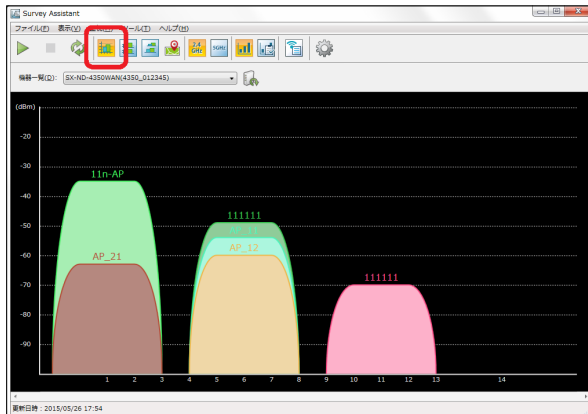 Survey Assistant
ファイル(F) 表示(V) ツール(T) ヘルプ(H)
2.4 GHz 5GHz
機器一覧(D): SX-ND-4350WAN(4350_012345)
(dBm)
-20
-30
11n-AP
-40
111111
-50
AP_12
AP_21
-60
111111
-70
-80
-90
1 2 3 4 5 6 7 8 9 10 11 12 13 14
更新日時 : 2015/05/26 17:54